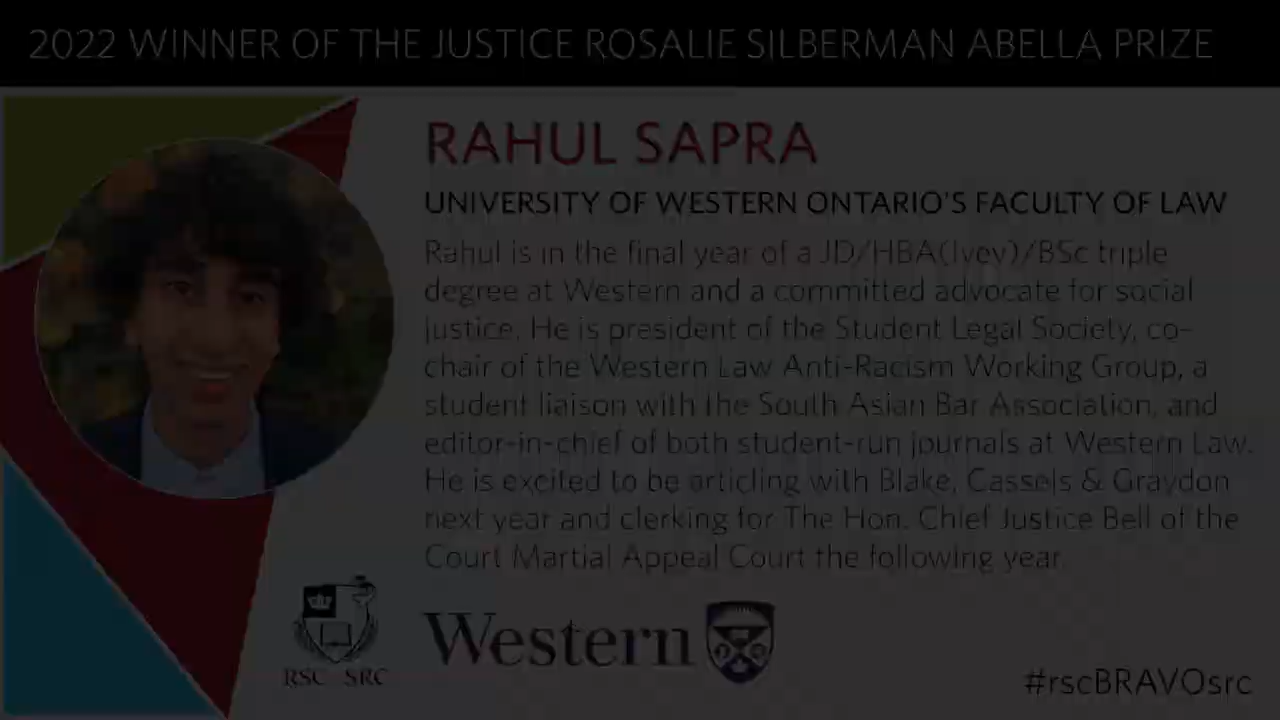 2022 WINNER OF THE JUSTICE ROSALIE SILBERMAN ABELLA PRIZE
RAHUL SAPRA
UNIVERSITY OF WESTERN ONTARIO'S FACULTY OF LAW
Rahul is in the final year of a JD/HBA(Ivey)/BSc triple
degree at Western and a committed advocate for social
justice. He is president of the Student Legal Society, co-
chair of the Western Law Anti-Racism Working Group, a
student liaison with the South Asian Bar Association, and
editor-in-chief of both student-run journals at Western Law.
He is excited to be articling with Blake, Cassels & Graydon
next year and clerking for The Hon. Chief Justice Bell of the
Court Martial Appeal Court the following year.
RSC SRC
Western
#rscBRAVOsrc